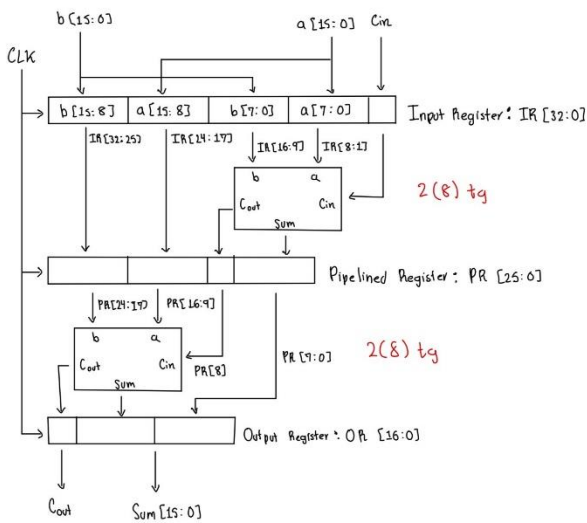 b[15:0]
a[15:0]
Cin
CLK
b[15:8]
a[15:8]
b[7:0]
a[7:0]
Input Register: IR [32:0]
IR[32:25]
IR[24:17]
IR[16:9]
IR[8:1]
b
a
Cout
Cin
Sum
2(8) tg
Pipelined Register: PR [25:0]
PR[24:17]
PR[16:9]
b
a
Cout
Cin
Sum
PR[8]
PR [7:0]
2(8) tg
Output Register: OR [16:0]
Cout
Sum [15:0]